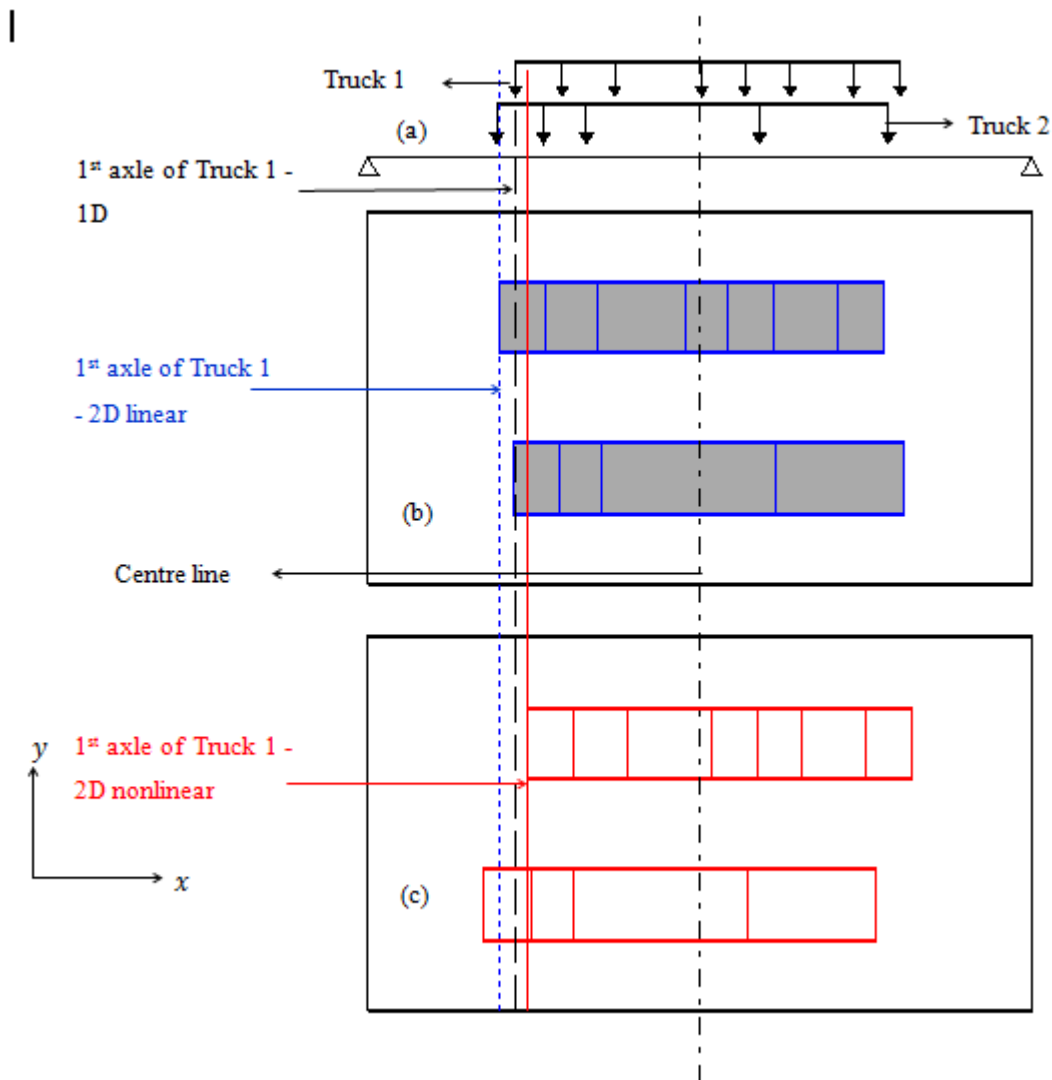 Truck 1
(a)
Truck 2
1st axle of Truck 1 -
1D
1st axle of Truck 1
- 2D linear
(b)
Centre line
1st axle of Truck 1 -
2D nonlinear
y
x
(c)